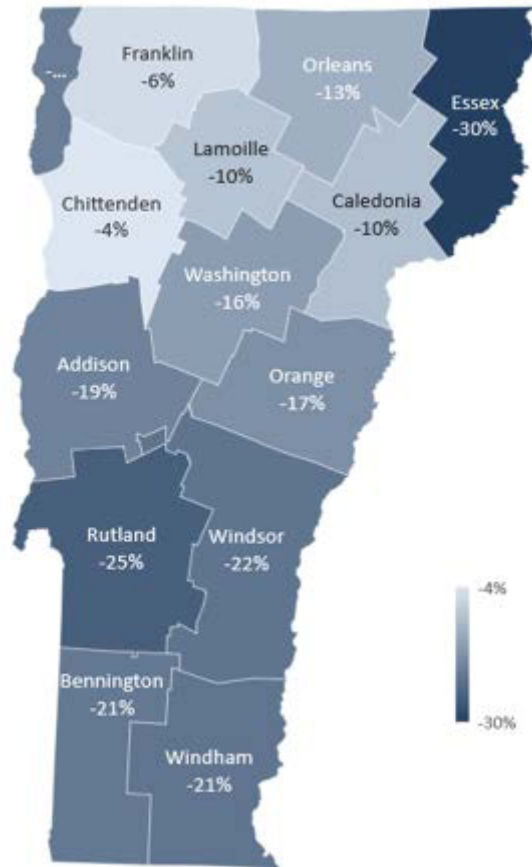 Franklin
-6%
Orleans
-13%
Essex
-30%
-...
Lamoille
-10%
Chittenden
-4%
Caledonia
-10%
Washington
-16%
Addison
-19%
Orange
-17%
Rutland
-25%
Windsor
-22%
-4%
-30%
Bennington
-21%
Windham
-21%